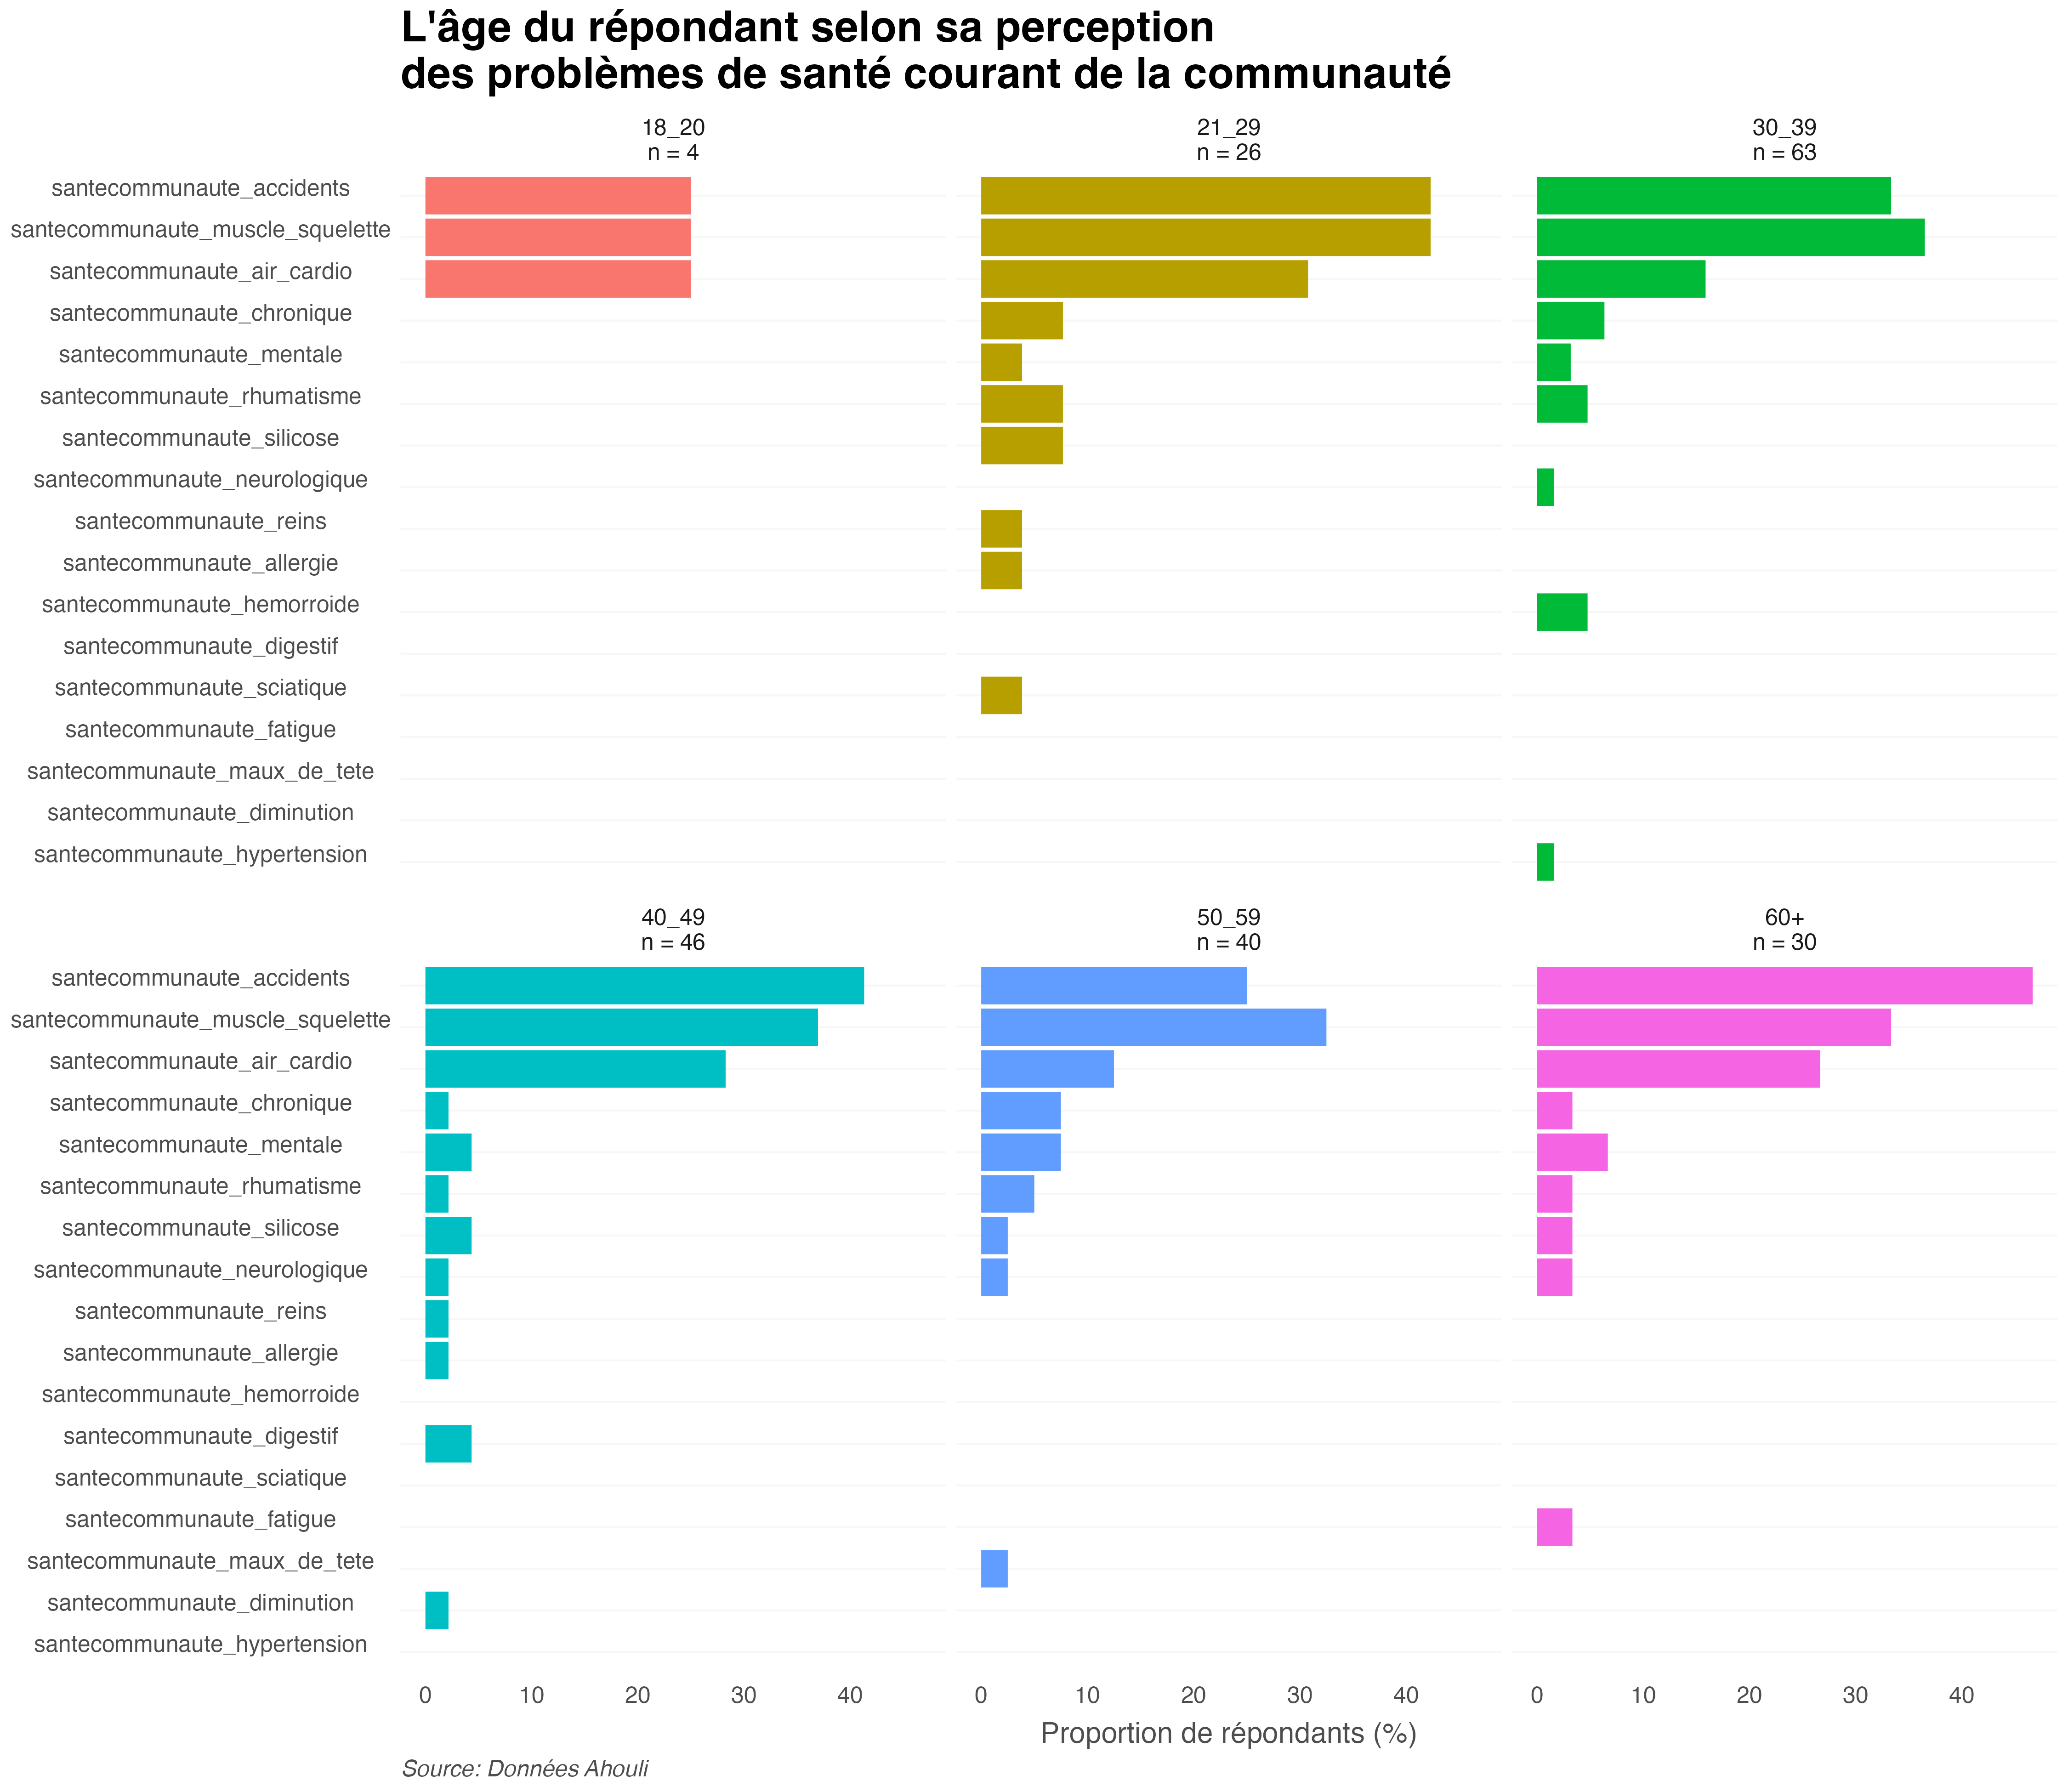 L'âge du répondant selon sa perception
des problèmes de santé courant de la communauté
18_20
n = 4
21_29
n = 26
30_39
n = 63
santecommunaute_accidents
santecommunaute_muscle_squelette
santecommunaute_air_cardio
santecommunaute_chronique
santecommunaute_mentale
santecommunaute_rhumatisme
santecommunaute_silicose
santecommunaute_neurologique
santecommunaute_reins
santecommunaute_allergie
santecommunaute_hemorroide
santecommunaute_digestif
santecommunaute_sciatique
santecommunaute_fatigue
santecommunaute_maux_de_tete
santecommunaute_diminution
santecommunaute_hypertension
40_49
n = 46
50_59
n = 40
60+
n = 30
santecommunaute_accidents
santecommunaute_muscle_squelette
santecommunaute_air_cardio
santecommunaute_chronique
santecommunaute_mentale
santecommunaute_rhumatisme
santecommunaute_silicose
santecommunaute_neurologique
santecommunaute_reins
santecommunaute_allergie
santecommunaute_hemorroide
santecommunaute_digestif
santecommunaute_sciatique
santecommunaute_fatigue
santecommunaute_maux_de_tete
santecommunaute_diminution
santecommunaute_hypertension
0 10 20 30 40
0 10 20 30 40
0 10 20 30 40
Proportion de répondants (%)
Source: Données Ahouli